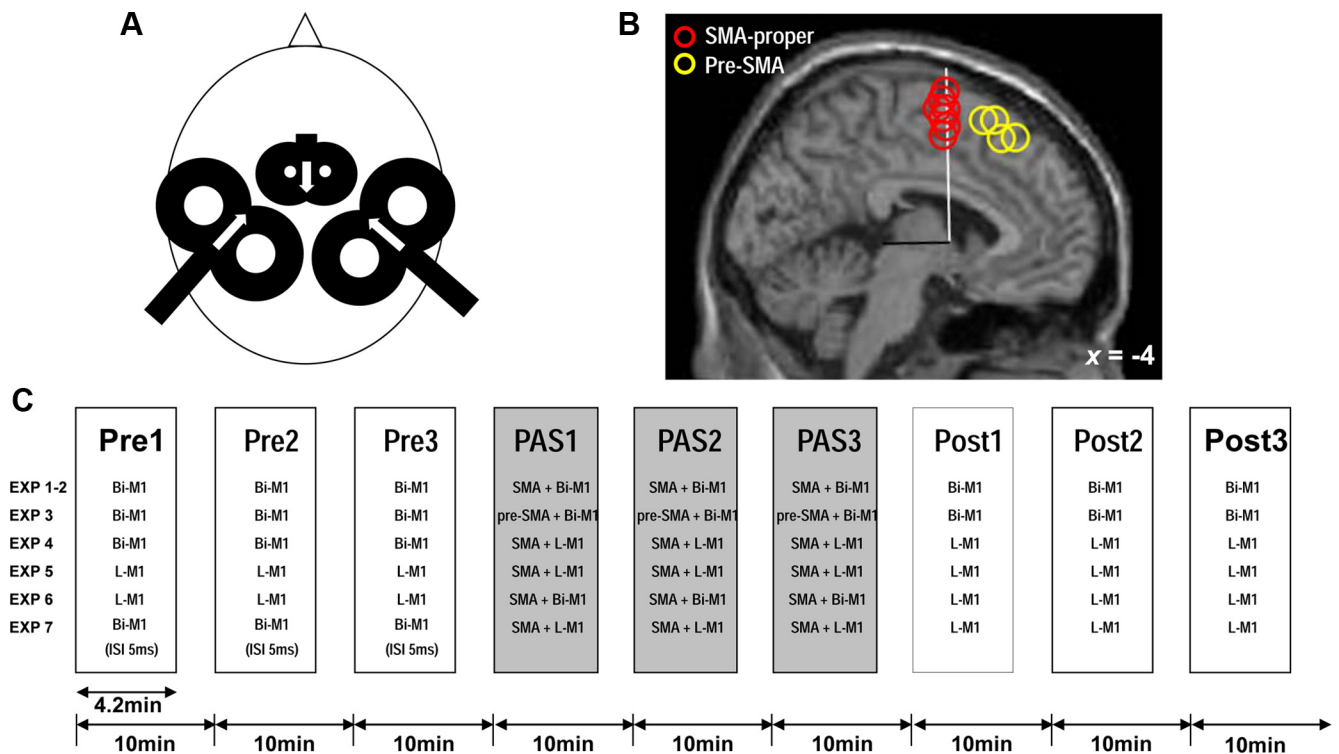 A
B
SMA-proper
Pre-SMA
x = -4
C
Pre1 Pre2 Pre3 PAS1 PAS2 PAS3 Post1 Post2 Post3
EXP 1-2 Bi-M1 Bi-M1 Bi-M1 SMA + Bi-M1 SMA + Bi-M1 SMA + Bi-M1 Bi-M1 Bi-M1 Bi-M1
EXP 3 Bi-M1 Bi-M1 Bi-M1 pre-SMA + Bi-M1 pre-SMA + Bi-M1 pre-SMA + Bi-M1 Bi-M1 Bi-M1 Bi-M1
EXP 4 Bi-M1 Bi-M1 Bi-M1 SMA + L-M1 SMA + L-M1 SMA + L-M1 L-M1 L-M1 L-M1
EXP 5 L-M1 L-M1 L-M1 SMA + L-M1 SMA + L-M1 SMA + L-M1 L-M1 L-M1 L-M1
EXP 6 L-M1 L-M1 L-M1 SMA + Bi-M1 SMA + Bi-M1 SMA + Bi-M1 L-M1 L-M1 L-M1
EXP 7 Bi-M1 Bi-M1 Bi-M1 SMA + L-M1 SMA + L-M1 SMA + L-M1 L-M1 L-M1 L-M1
(ISI 5ms) (ISI 5ms) (ISI 5ms)
4.2min
10min 10min 10min 10min 10min 10min 10min 10min 10min